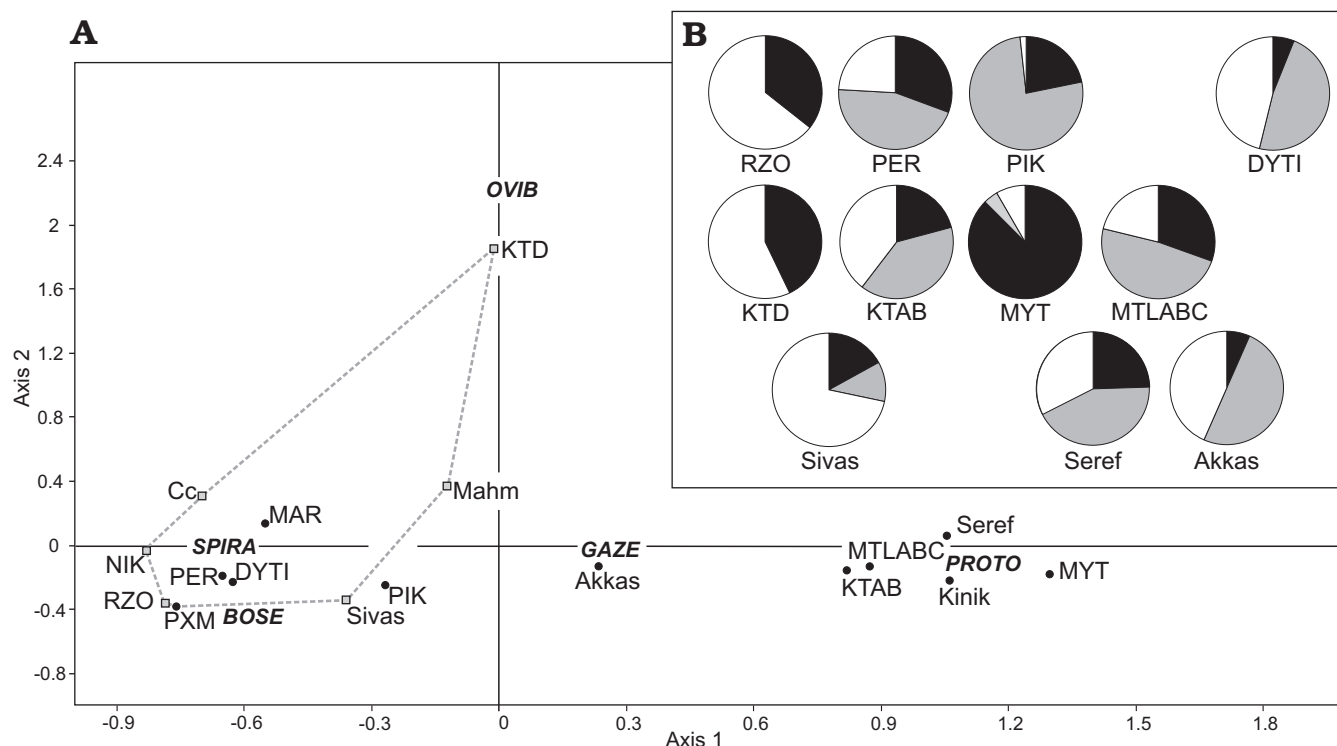 A
B
RZO PER PIK DYTI
KTD KTAB MYT MTLABC
Sivas Seref Akkas
Axis 2
2.4
2
1.6
1.2
0.8
0.4
0
-0.4
-0.8
OVIB
KTD
Cc
MAR
Mahm
NIK
SPIRA
PER
DYTI
RZO
PXM
BOSE
Sivas
PIK
GAZE
Akkas
MTLABC
KTAB
Seref
PROTO
Kinik
MYT
-0.9 -0.6 -0.3 0 0.3 0.6 0.9 1.2 1.5 1.8
Axis 1